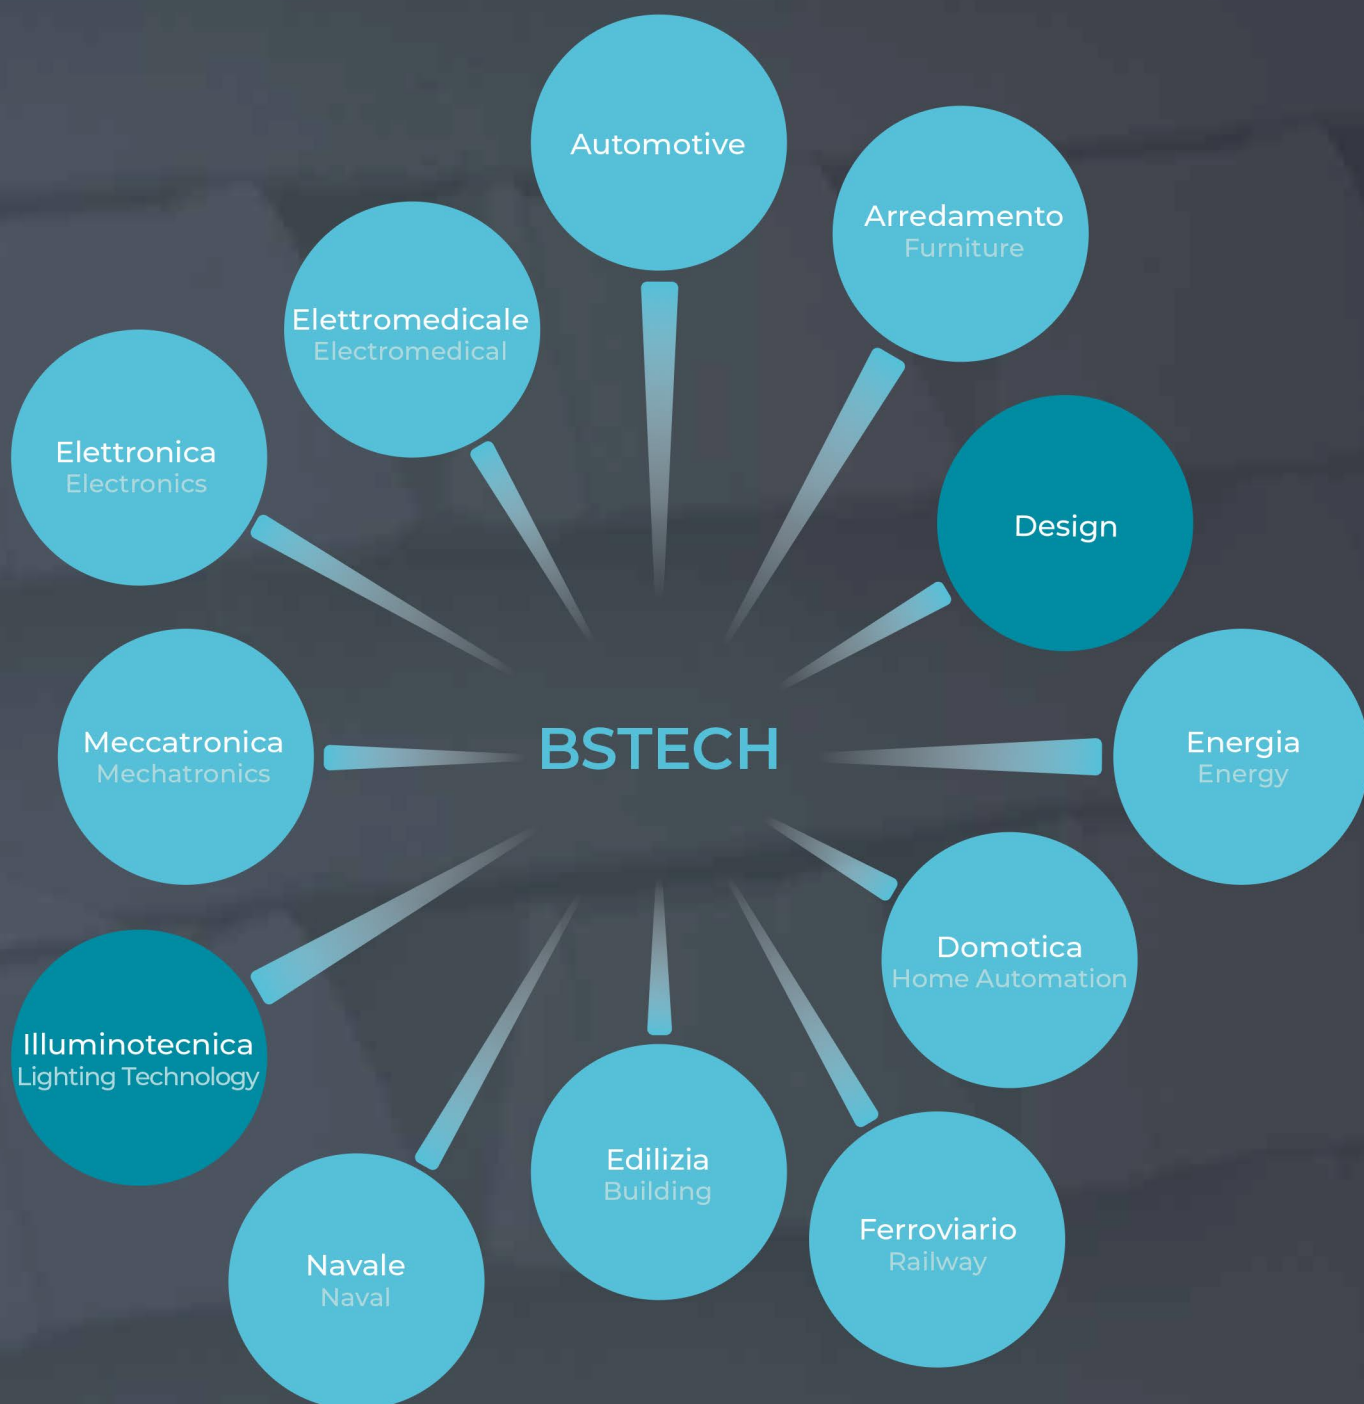 Automotive
Arredamento
Furniture
Elettromedicale
Electromedical
Elettronica
Electronics
Design
Meccatronica
Mechatronics
BSTECH
Energia
Energy
Domotica
Home Automation
Illuminotecnica
Lighting Technology
Edilizia
Building
Ferroviario
Railway
Navale
Naval